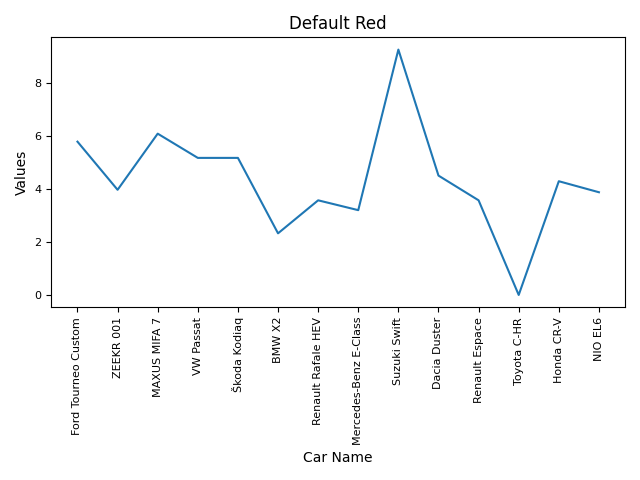 Default Red
Values
8
6
4
2
0
Ford Tourneo Custom
ZEEKR 001
MAXUS MIFA 7
VW Passat
Škoda Kodiaq
BMW X2
Renault Rafale HEV
Mercedes-Benz E-Class
Suzuki Swift
Dacia Duster
Renault Espace
Toyota C-HR
Honda CR-V
NIO EL6
Car Name